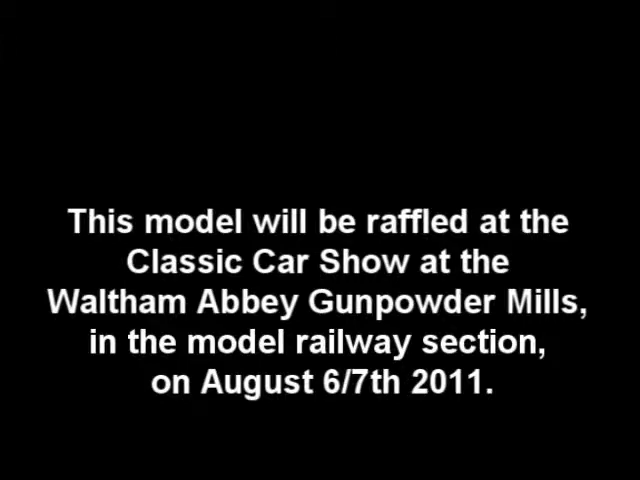 This model will be raffled at the
Classic Car Show at the
Waltham Abbey Gunpowder Mills,
in the model railway section,
on August 6/7th 2011.